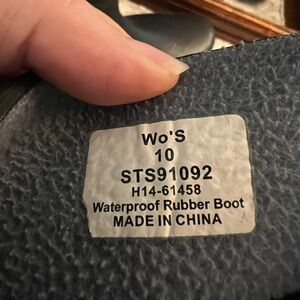 Wo'S
10
STS91092
H14-61458
Waterproof Rubber Boot
MADE IN CHINA